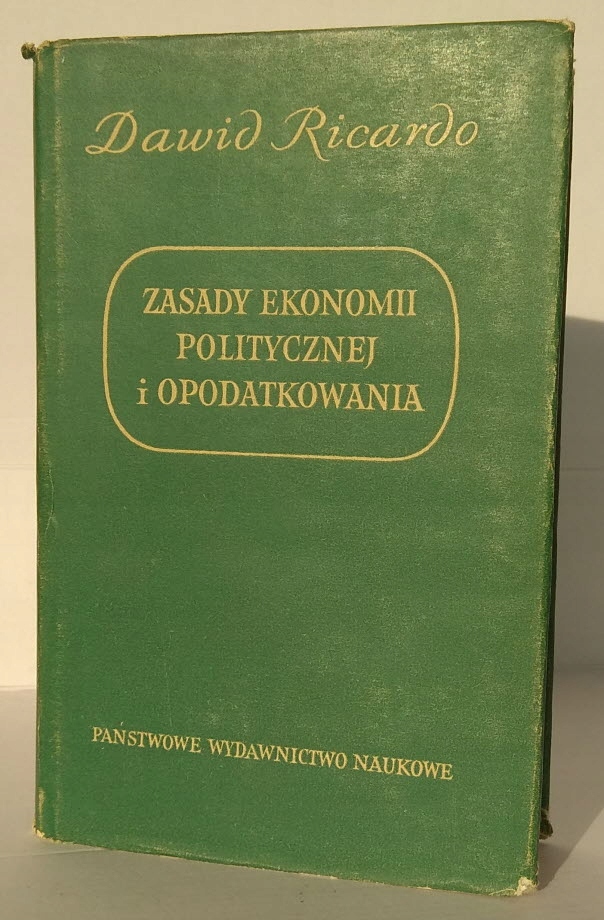 Dawid Ricardo
ZASADY EKONOMII
POLITYCZNEJ
i OPODATKOWANIA
PAŃSTWOWE WYDAWNICTWO NAUKOWE